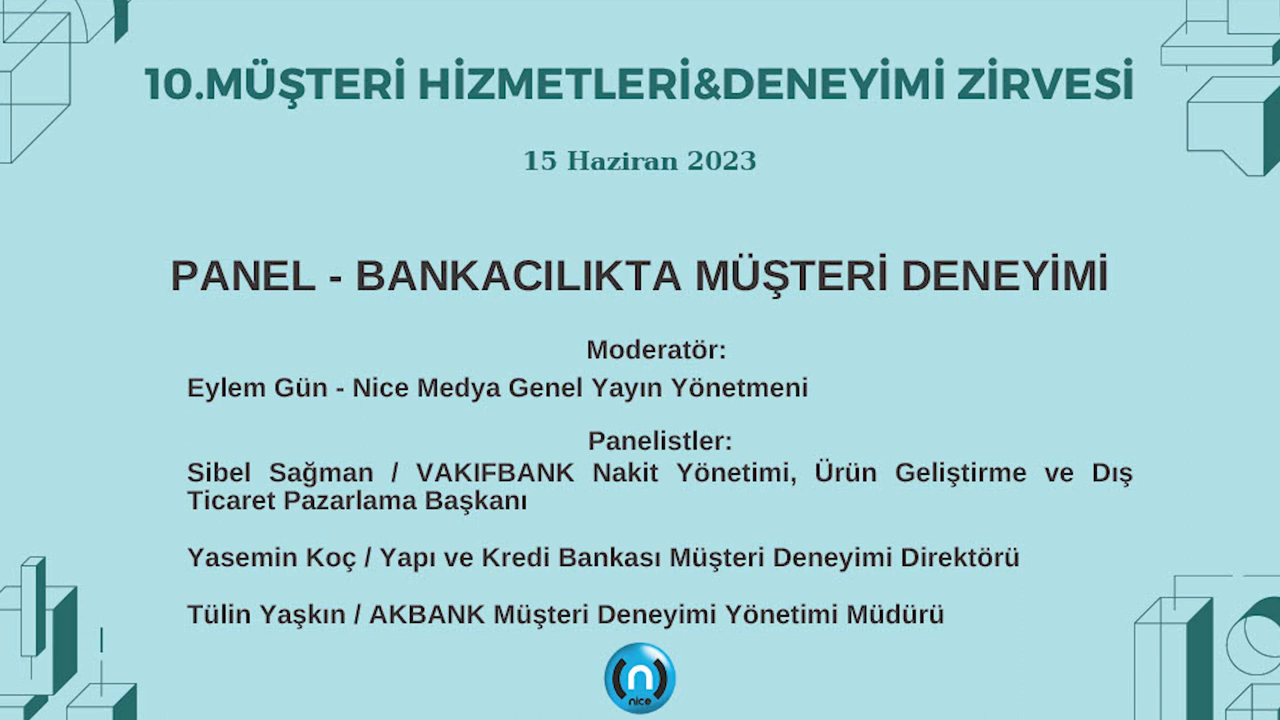 10.MÜŞTERİ HİZMETLERİ&DENEYİMİ ZİRVESİ
15 Haziran 2023
PANEL - BANKACILIKTA MÜŞTERİ DENEYİMİ
Moderatör:
Eylem Gün - Nice Medya Genel Yayın Yönetmeni
Panelistler:
Sibel Sağman / VAKIFBANK Nakit Yönetimi, Ürün Geliştirme ve Dış
Ticaret Pazarlama Başkanı
Yasemin Koç / Yapı ve Kredi Bankası Müşteri Deneyimi Direktörü
Tülin Yaşkın / AKBANK Müşteri Deneyimi Yönetimi Müdürü
n
nice